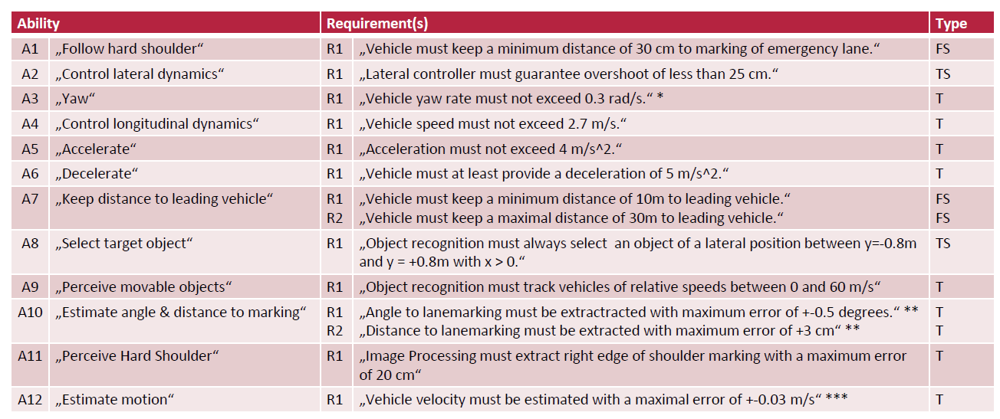 Ability Requirement(s) Type
A1 „Follow hard shoulder“ R1 „Vehicle must keep a minimum distance of 30 cm to marking of emergency lane.“ FS
A2 „Control lateral dynamics“ R1 „Lateral controller must guarantee overshoot of less than 25 cm.“ TS
A3 „Yaw“ R1 „Vehicle yaw rate must not exceed 0.3 rad/s.“ * T
A4 „Control longitudinal dynamics“ R1 „Vehicle speed must not exceed 2.7 m/s.“ T
A5 „Accelerate“ R1 „Acceleration must not exceed 4 m/s^2.“ T
A6 „Decelerate“ R1 „Vehicle must at least provide a deceleration of 5 m/s^2.“ T
A7 „Keep distance to leading vehicle“ R1 „Vehicle must keep a minimum distance of 10m to leading vehicle.“ FS
R2 „Vehicle must keep a maximal distance of 30m to leading vehicle.“ FS
A8 „Select target object“ R1 „Object recognition must always select an object of a lateral position between y=-0.8m TS
and y = +0.8m with x > 0.“
A9 „Perceive movable objects“ R1 „Object recognition must track vehicles of relative speeds between 0 and 60 m/s“ T
A10 „Estimate angle & distance to marking“ R1 „Angle to lanemarking must be extractracted with maximum error of +-0.5 degrees.“ ** T
R2 „Distance to lanemarking must be extracted with maximum error of +3 cm“ ** T
A11 „Perceive Hard Shoulder“ R1 „Image Processing must extract right edge of shoulder marking with a maximum error T
of 20 cm“
A12 „Estimate motion“ R1 „Vehicle velocity must be estimated with a maximal error of +-0.03 m/s“ *** T